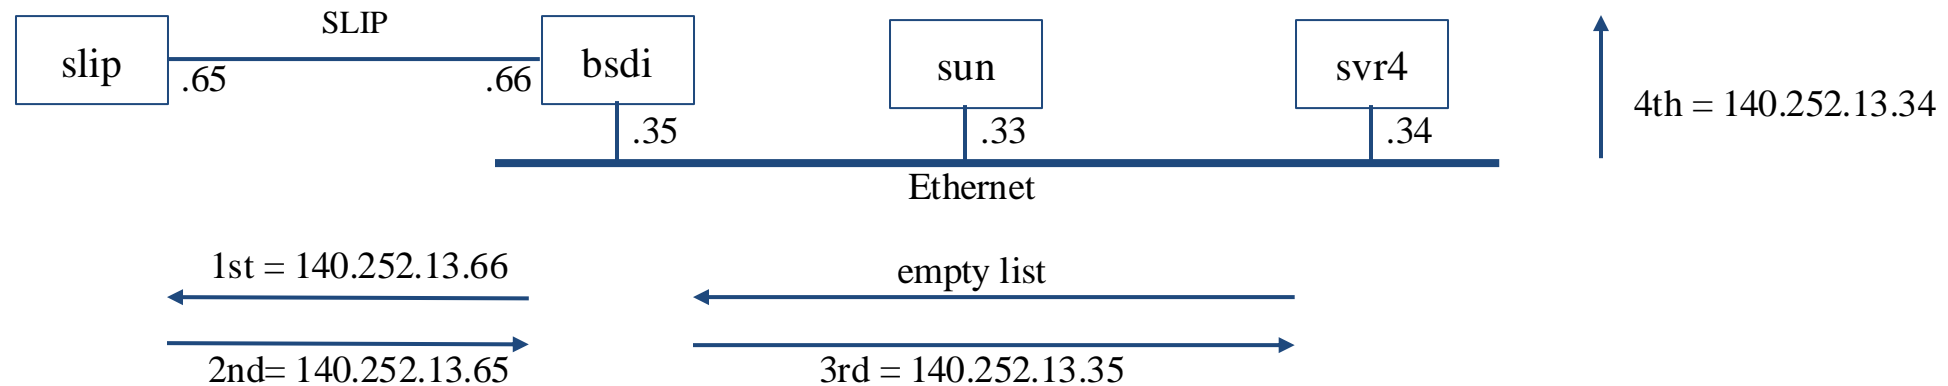 SLIP
slip
bsdi
sun
svr4
.65
.66
.35
.33
.34
4th = 140.252.13.34
Ethernet
1st = 140.252.13.66
empty list
2nd= 140.252.13.65
3rd = 140.252.13.35